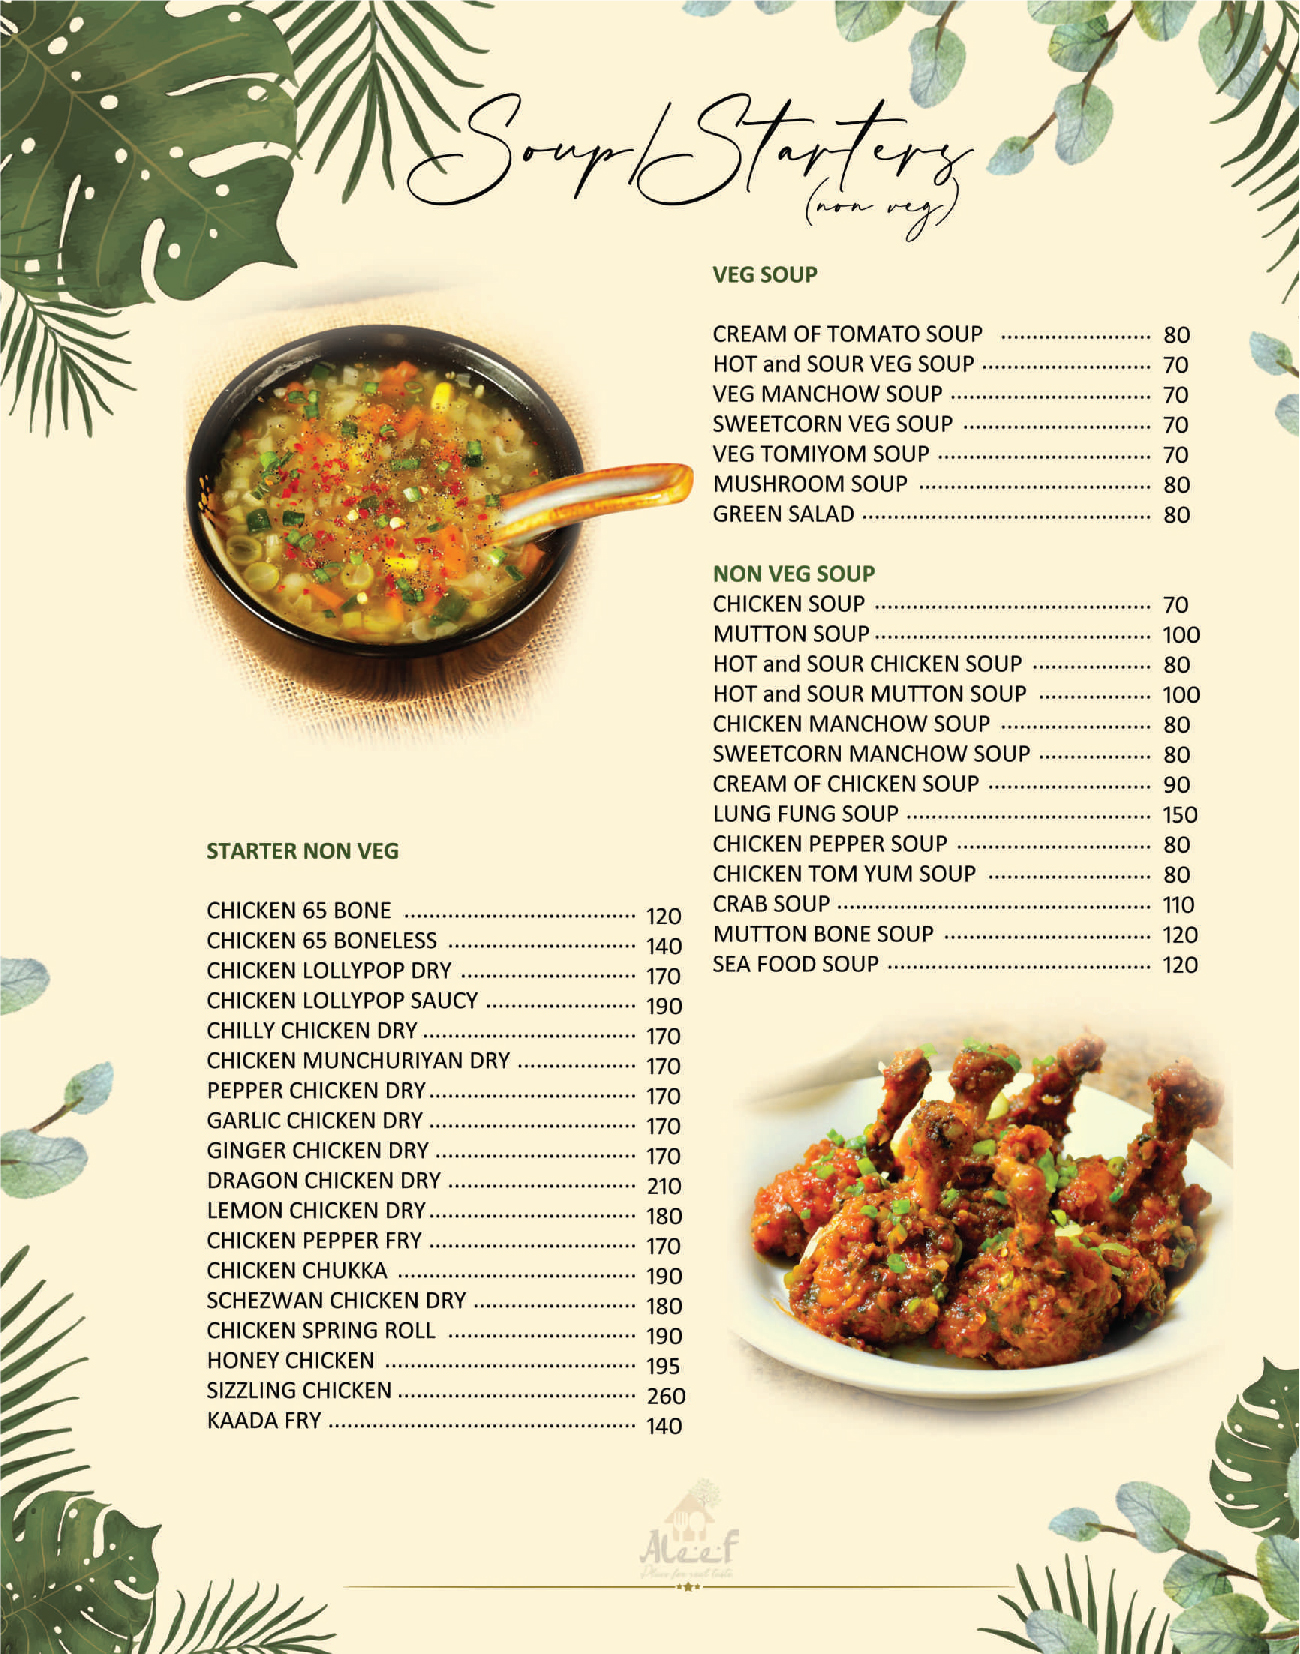 Soup/Starters
(non veg)
VEG SOUP
CREAM OF TOMATO SOUP ........................ 80
HOT and SOUR VEG SOUP ........................... 70
VEG MANCHOW SOUP ................................ 70
SWEETCORN VEG SOUP .............................. 70
VEG TOMIYOM SOUP .................................. 70
MUSHROOM SOUP ..................................... 80
GREEN SALAD .............................................. 80
NON VEG SOUP
CHICKEN SOUP ............................................ 70
MUTTON SOUP ............................................ 100
HOT and SOUR CHICKEN SOUP ................... 80
HOT and SOUR MUTTON SOUP .................. 100
CHICKEN MANCHOW SOUP ........................ 80
SWEETCORN MANCHOW SOUP .................. 80
CREAM OF CHICKEN SOUP .......................... 90
LUNG FUNG SOUP ....................................... 150
CHICKEN PEPPER SOUP ............................... 80
CHICKEN TOM YUM SOUP .......................... 80
CRAB SOUP .................................................. 110
MUTTON BONE SOUP ................................. 120
SEA FOOD SOUP .......................................... 120
STARTER NON VEG
CHICKEN 65 BONE ..................................... 120
CHICKEN 65 BONELESS .............................. 140
CHICKEN LOLLYPOP DRY ............................ 170
CHICKEN LOLLYPOP SAUCY ........................ 190
CHILLY CHICKEN DRY .................................. 170
CHICKEN MUNCHURIYAN DRY ................... 170
PEPPER CHICKEN DRY ................................. 170
GARLIC CHICKEN DRY ................................. 170
GINGER CHICKEN DRY ................................ 170
DRAGON CHICKEN DRY .............................. 210
LEMON CHICKEN DRY ................................. 180
CHICKEN PEPPER FRY ................................. 170
CHICKEN CHUKKA ...................................... 190
SCHEZWAN CHICKEN DRY .......................... 180
CHICKEN SPRING ROLL .............................. 190
HONEY CHICKEN ........................................ 195
SIZZLING CHICKEN ...................................... 260
KAADA FRY ................................................. 140
Aleef
Place for real taste